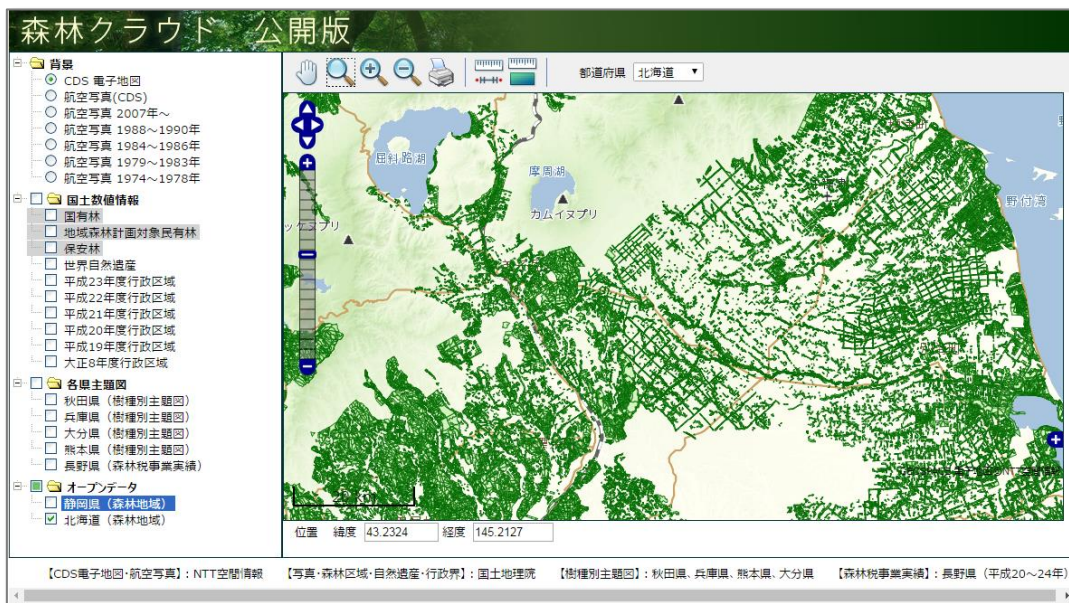 森林クラウド 公開版
背景
CDS 電子地図
航空写真(CDS)
航空写真 2007年～
航空写真 1988～1990年
航空写真 1984～1986年
航空写真 1979～1983年
航空写真 1974～1978年
国土数値情報
国有林
地域森林計画対象民有林
保安林
世界自然遺産
平成23年度行政区域
平成22年度行政区域
平成21年度行政区域
平成20年度行政区域
平成19年度行政区域
大正8年度行政区域
各県主題図
秋田県（樹種別主題図）
兵庫県（樹種別主題図）
大分県（樹種別主題図）
熊本県（樹種別主題図）
長野県（森林税事業実績）
オープンデータ
静岡県（森林地域）
北海道（森林地域）
都道府県 北海道
屈斜路湖
摩周湖
カムイヌプリ
野付湾
位置 緯度 43.2324 経度 145.2127
【CDS電子地図・航空写真】：NTT空間情報 【写真・森林区域・自然遺産・行政界】：国土地理院 【樹種別主題図】：秋田県、兵庫県、熊本県、大分県 【森林税事業実績】：長野県（平成20～24年）